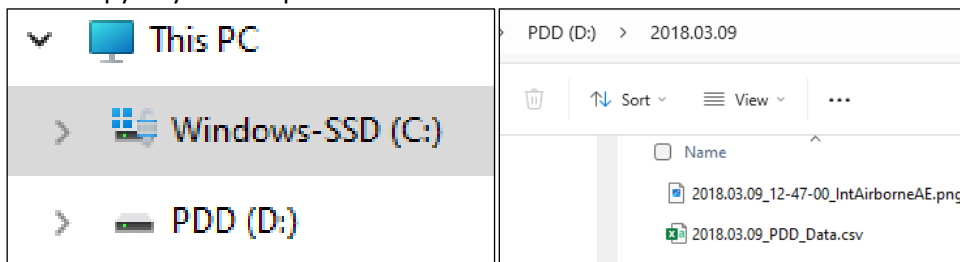 This PC
Windows-SSD (C:)
PDD (D:)
PDD (D:) > 2018.03.09
Sort View ...
Name
2018.03.09_12-47-00_IntAirborneAE.png
2018.03.09_PDD_Data.csv